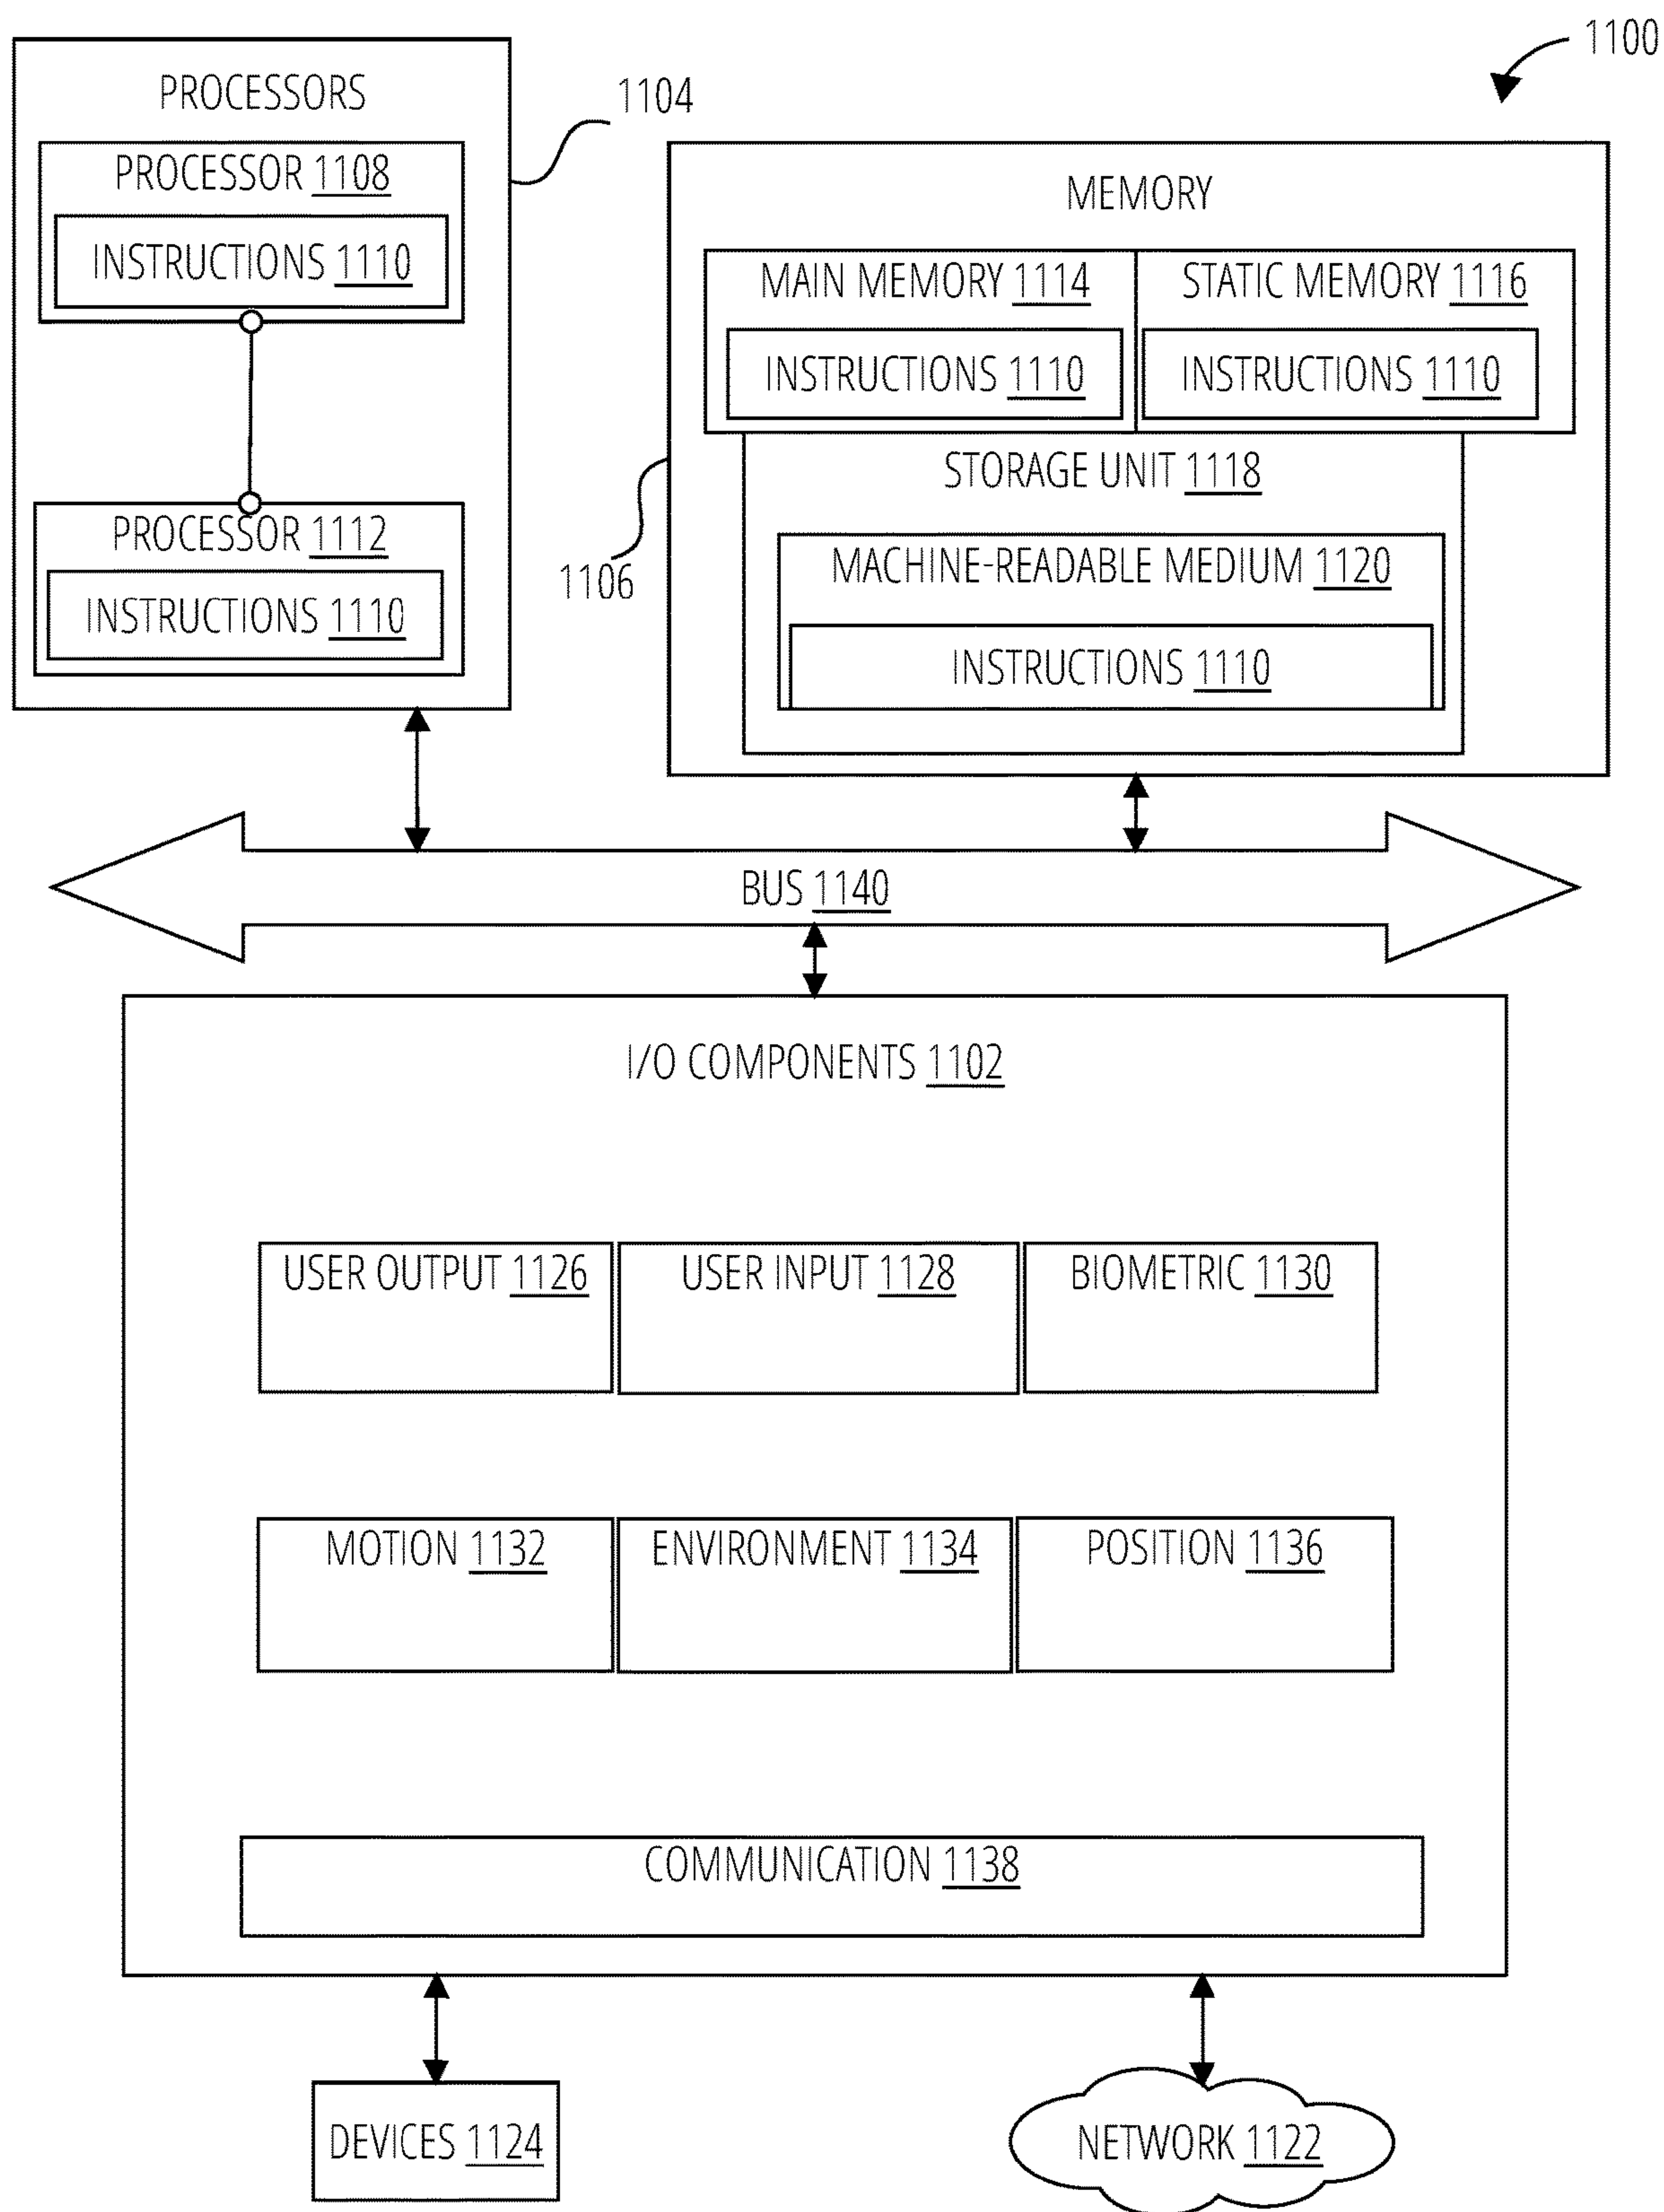 1100
PROCESSORS
1104
PROCESSOR 1108
INSTRUCTIONS 1110
PROCESSOR 1112
INSTRUCTIONS 1110
MEMORY
MAIN MEMORY 1114
STATIC MEMORY 1116
INSTRUCTIONS 1110
INSTRUCTIONS 1110
STORAGE UNIT 1118
1106
MACHINE-READABLE MEDIUM 1120
INSTRUCTIONS 1110
BUS 1140
I/O COMPONENTS 1102
USER OUTPUT 1126
USER INPUT 1128
BIOMETRIC 1130
MOTION 1132
ENVIRONMENT 1134
POSITION 1136
COMMUNICATION 1138
DEVICES 1124
NETWORK 1122